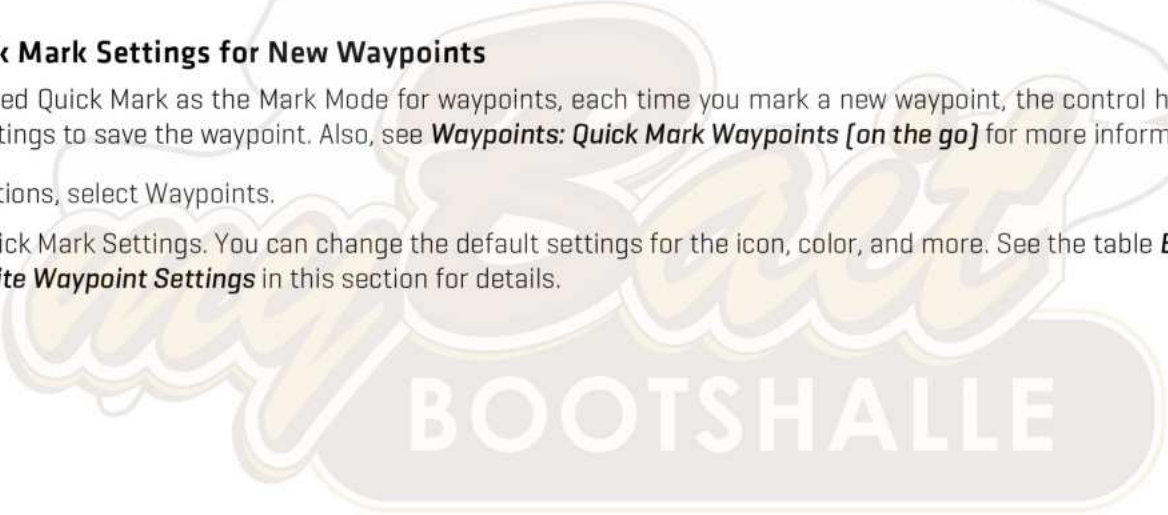 k Mark Settings for New Waypoints
ed Quick Mark as the Mark Mode for waypoints, each time you mark a new waypoint, the control h
tings to save the waypoint. Also, see Waypoints: Quick Mark Waypoints (on the go) for more inform
tions, select Waypoints.
ick Mark Settings. You can change the default settings for the icon, color, and more. See the table E
ite Waypoint Settings in this section for details.
myBait
BOOTSHALLE